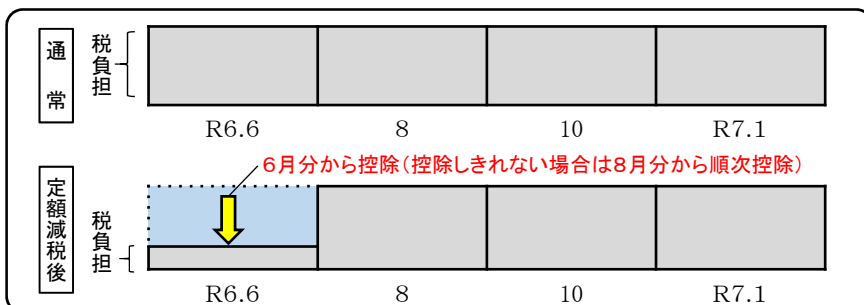 通常
税負担
R6.6 8 10 R7.1
6月分から控除（控除しきれない場合は8月分から順次控除）
定額減税後
税負担
R6.6 8 10 R7.1